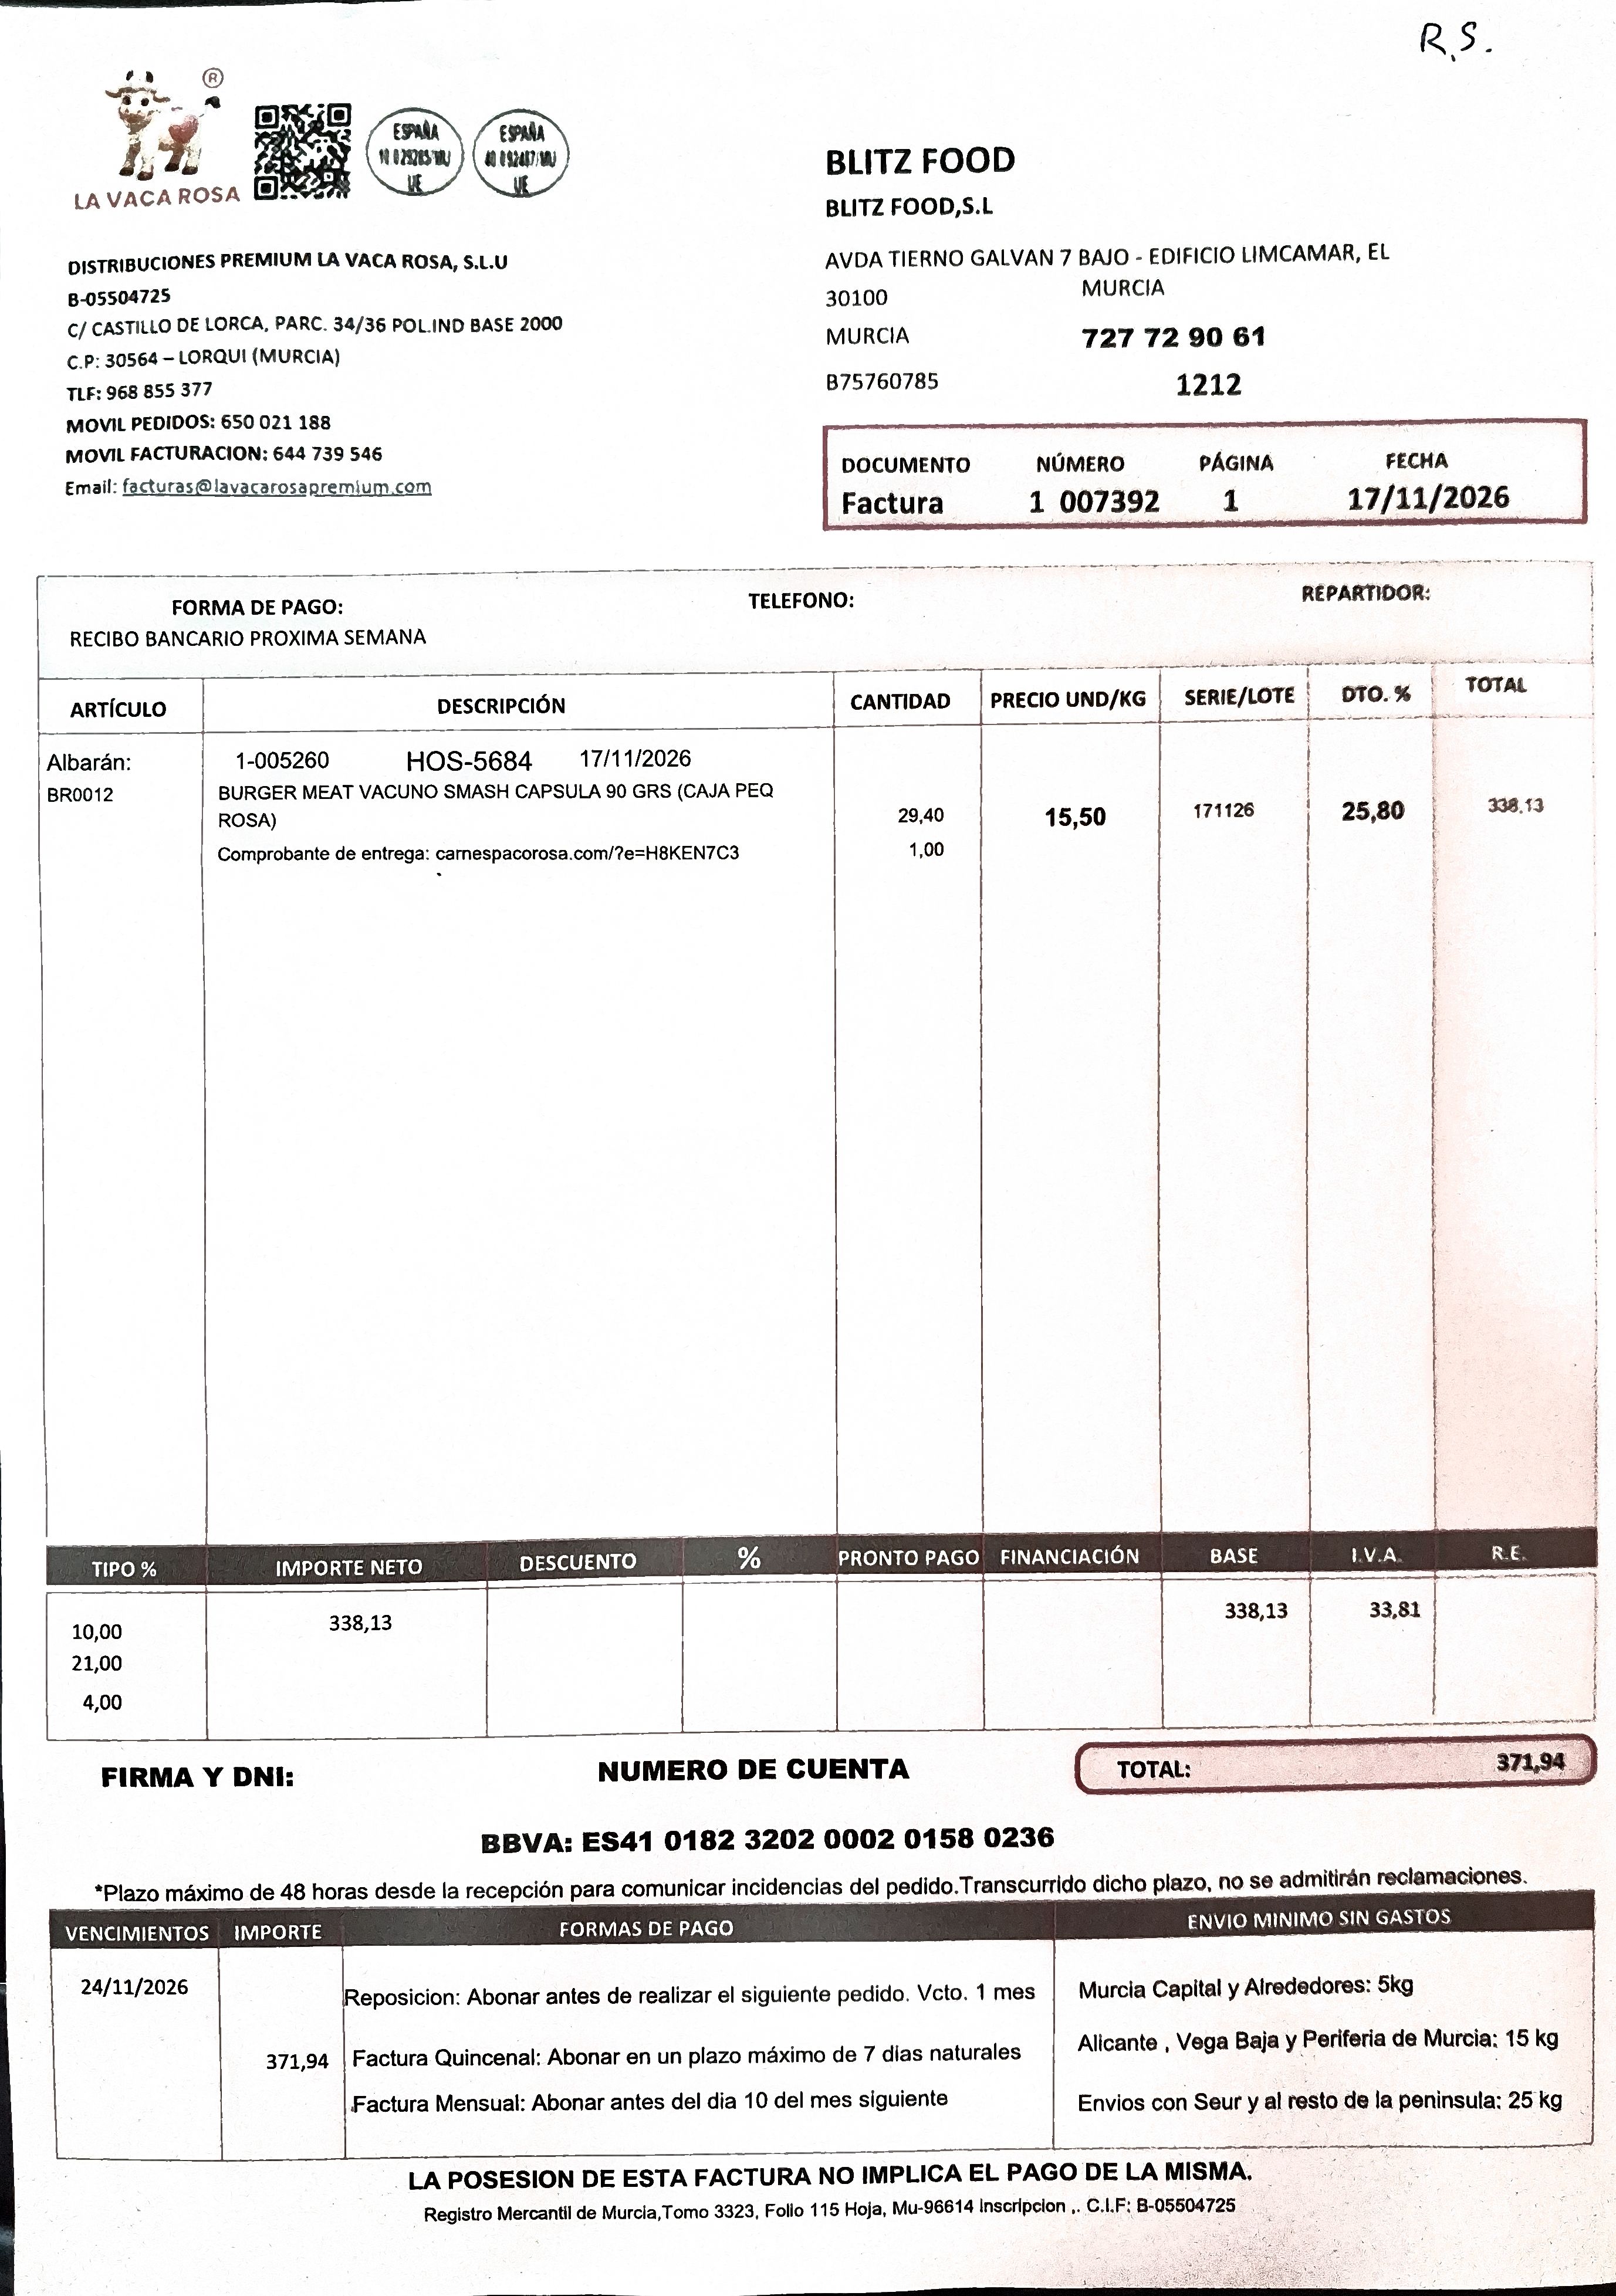 R.S.
®
LA VACA ROSA
ESPAÑA
UE
ESPAÑA
UE
DISTRIBUCIONES PREMIUM LA VACA ROSA, S.L.U
B-05504725
C/ CASTILLO DE LORCA, PARC. 34/36 POL.IND BASE 2000
C.P: 30564 – LORQUI (MURCIA)
TLF: 968 855 377
MOVIL PEDIDOS: 650 021 188
MOVIL FACTURACION: 644 739 546
Email: facturas@lavacarosapremium.com
BLITZ FOOD
BLITZ FOOD,S.L
AVDA TIERNO GALVAN 7 BAJO - EDIFICIO LIMCAMAR, EL
30100 MURCIA
MURCIA 727 72 90 61
B75760785 1212
DOCUMENTO NÚMERO PÁGINA FECHA
Factura 1 007392 1 17/11/2026
FORMA DE PAGO: TELEFONO: REPARTIDOR:
RECIBO BANCARIO PROXIMA SEMANA
ARTÍCULO DESCRIPCIÓN CANTIDAD PRECIO UND/KG SERIE/LOTE DTO. % TOTAL
Albarán: 1-005260 HOS-5684 17/11/2026
BR0012 BURGER MEAT VACUNO SMASH CAPSULA 90 GRS (CAJA PEQ
ROSA) 29,40 15,50 171126 25,80 338,13
Comprobante de entrega: carnespacorosa.com/?e=H8KEN7C3 1,00
TIPO % IMPORTE NETO DESCUENTO % PRONTO PAGO FINANCIACIÓN BASE I.V.A. R.E.
10,00 338,13 338,13 33,81
21,00
4,00
FIRMA Y DNI: NUMERO DE CUENTA TOTAL: 371,94
BBVA: ES41 0182 3202 0002 0158 0236
*Plazo máximo de 48 horas desde la recepción para comunicar incidencias del pedido.Transcurrido dicho plazo, no se admitirán reclamaciones.
VENCIMIENTOS IMPORTE FORMAS DE PAGO ENVIO MINIMO SIN GASTOS
24/11/2026 Reposicion: Abonar antes de realizar el siguiente pedido. Vcto. 1 mes Murcia Capital y Alrededores: 5kg
371,94 Factura Quincenal: Abonar en un plazo máximo de 7 dias naturales Alicante , Vega Baja y Periferia de Murcia: 15 kg
Factura Mensual: Abonar antes del dia 10 del mes siguiente Envios con Seur y al resto de la peninsula: 25 kg
LA POSESION DE ESTA FACTURA NO IMPLICA EL PAGO DE LA MISMA.
Registro Mercantil de Murcia,Tomo 3323, Folio 115 Hoja, Mu-96614 Inscripcion ,. C.I.F: B-05504725